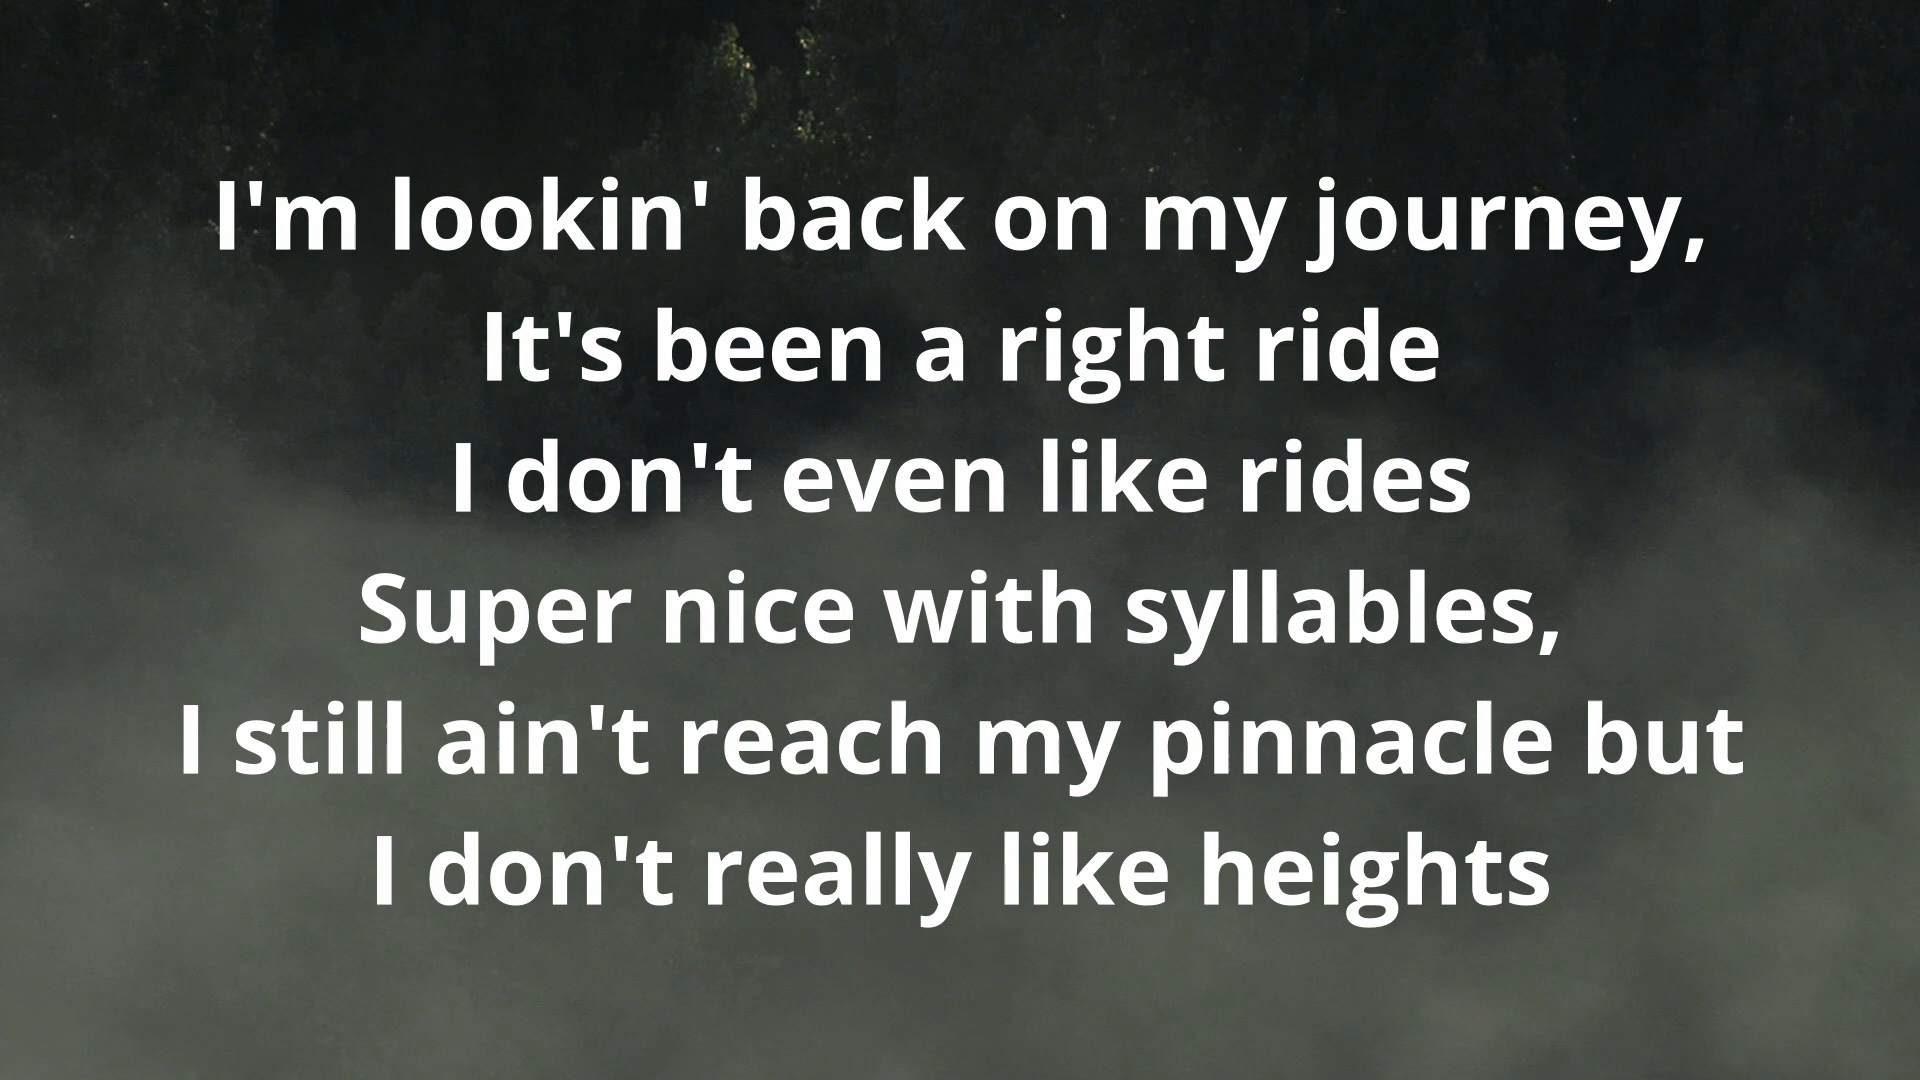 I'm lookin' back on my journey,
It's been a right ride
I don't even like rides
Super nice with syllables,
I still ain't reach my pinnacle but
I don't really like heights